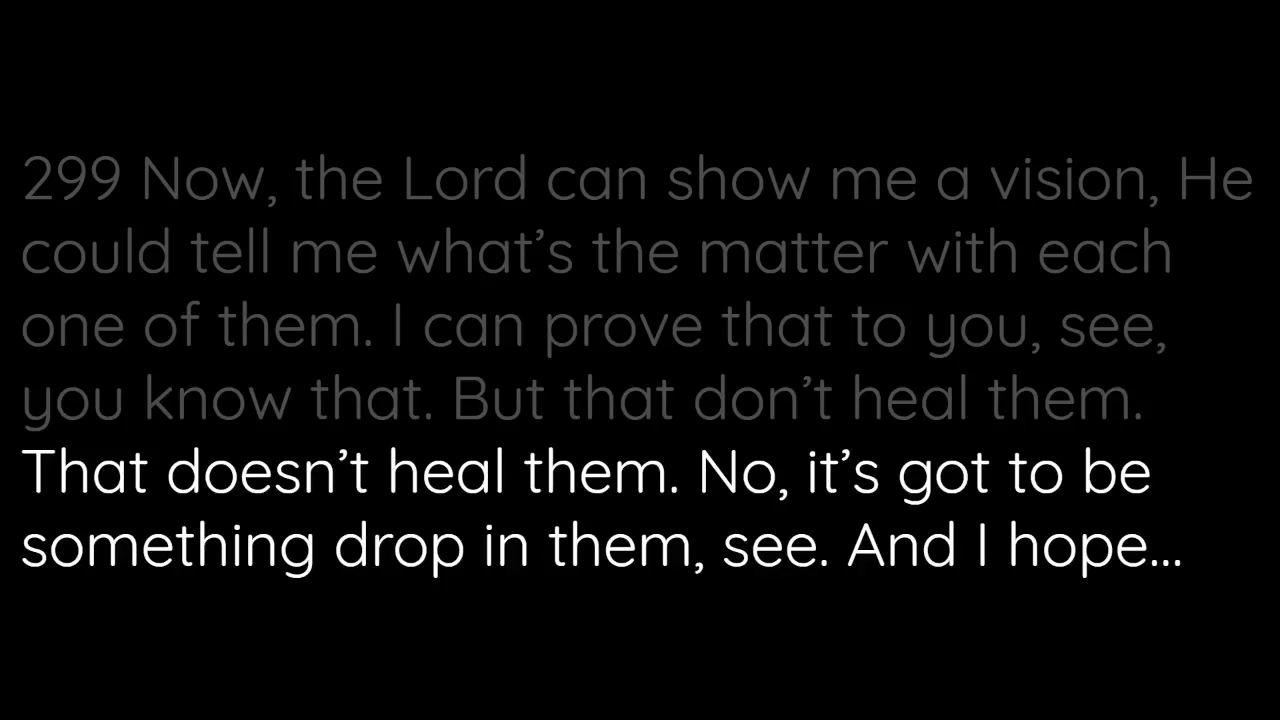 299 Now, the Lord can show me a vision, He
could tell me what’s the matter with each
one of them. I can prove that to you, see,
you know that. But that don’t heal them.
That doesn’t heal them. No, it’s got to be
something drop in them, see. And I hope...